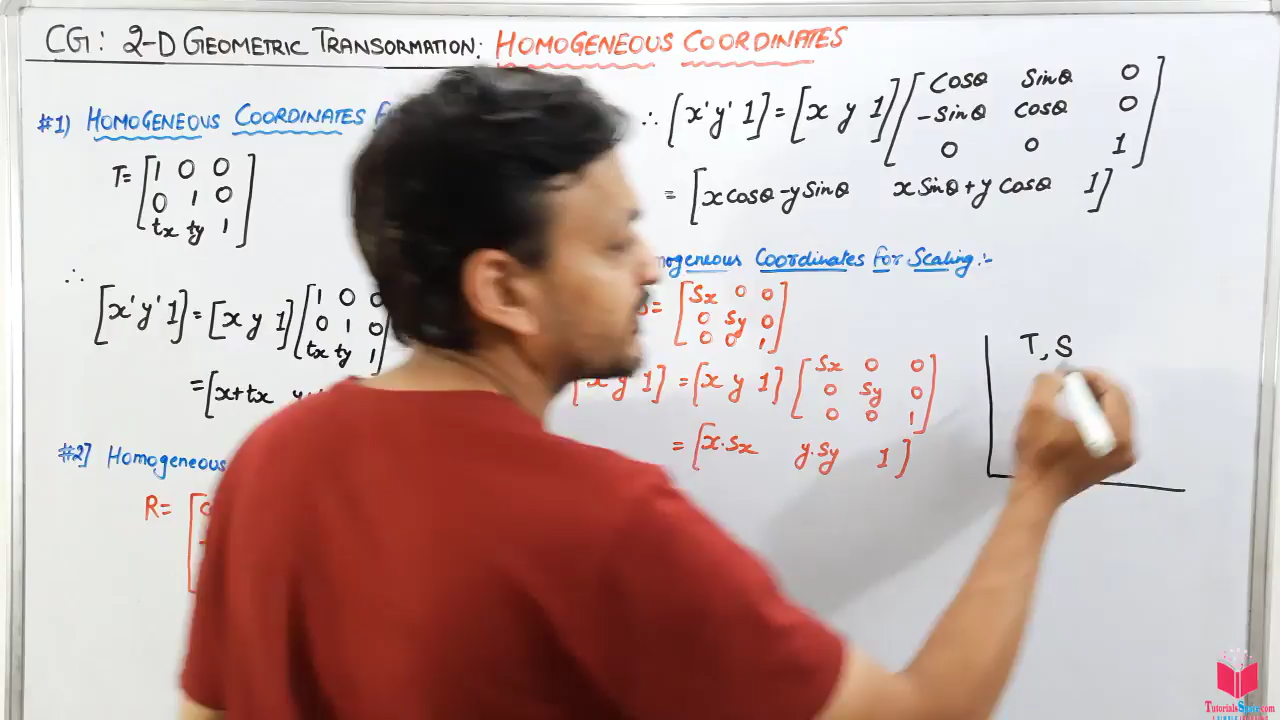 CG: 2-D GEOMETRIC TRANSORMATION: HOMOGENEOUS COORDINATES
#1) HOMOGENEOUS COORDINATES
T= [1 0 0
0 1 0
tx ty 1]
∴
[x' y' 1] = [x y 1] [1 0 0
0 1 0
tx ty 1]
= [x+tx
#2] Homogeneous
R= [
∴ [x' y' 1] = [x y 1] [Cosθ Sinθ 0
-Sinθ Cosθ 0
0 0 1]
= [x Cosθ - y Sinθ x Sinθ + y Cosθ 1]
Coordinates for Scaling :-
= [Sx 0 0
0 Sy 0
0 0 1]
y 1] = [x y 1] [Sx 0 0
0 Sy 0
0 0 1]
= [x·Sx y·Sy 1]
T, S
TutorialsSpace.com